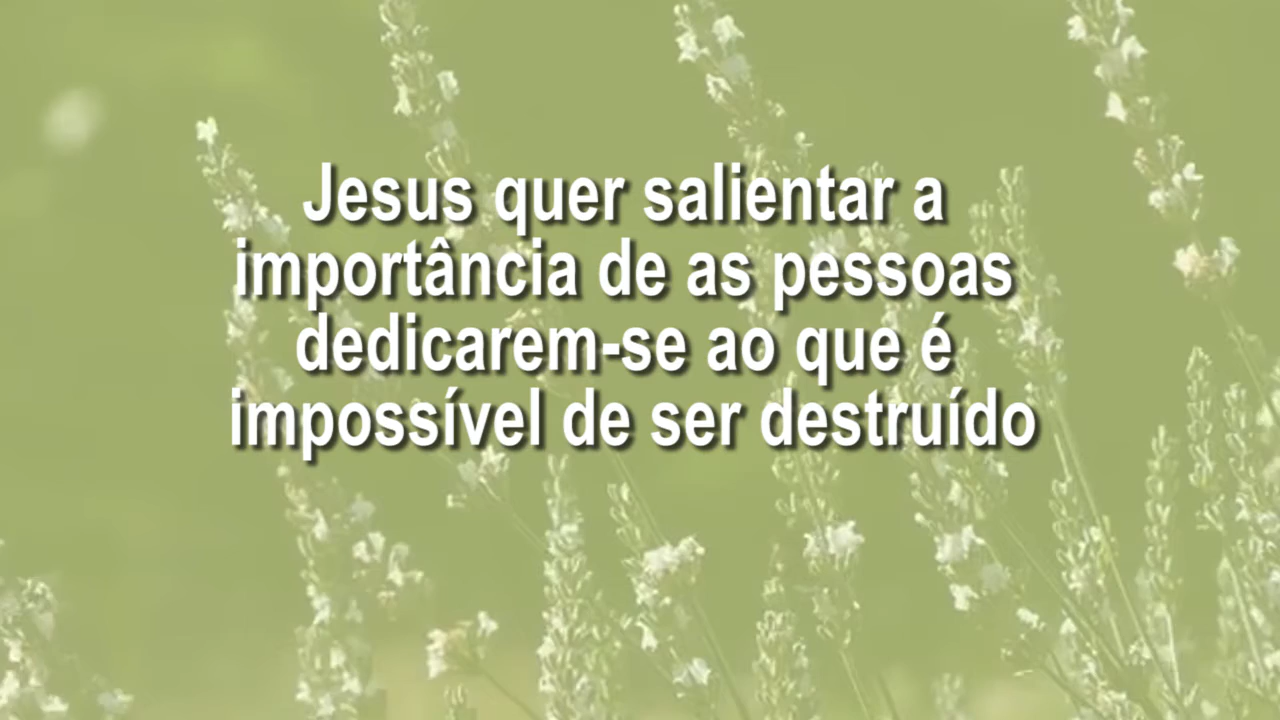 Jesus quer salientar a
importância de as pessoas
dedicarem-se ao que é
impossível de ser destruído